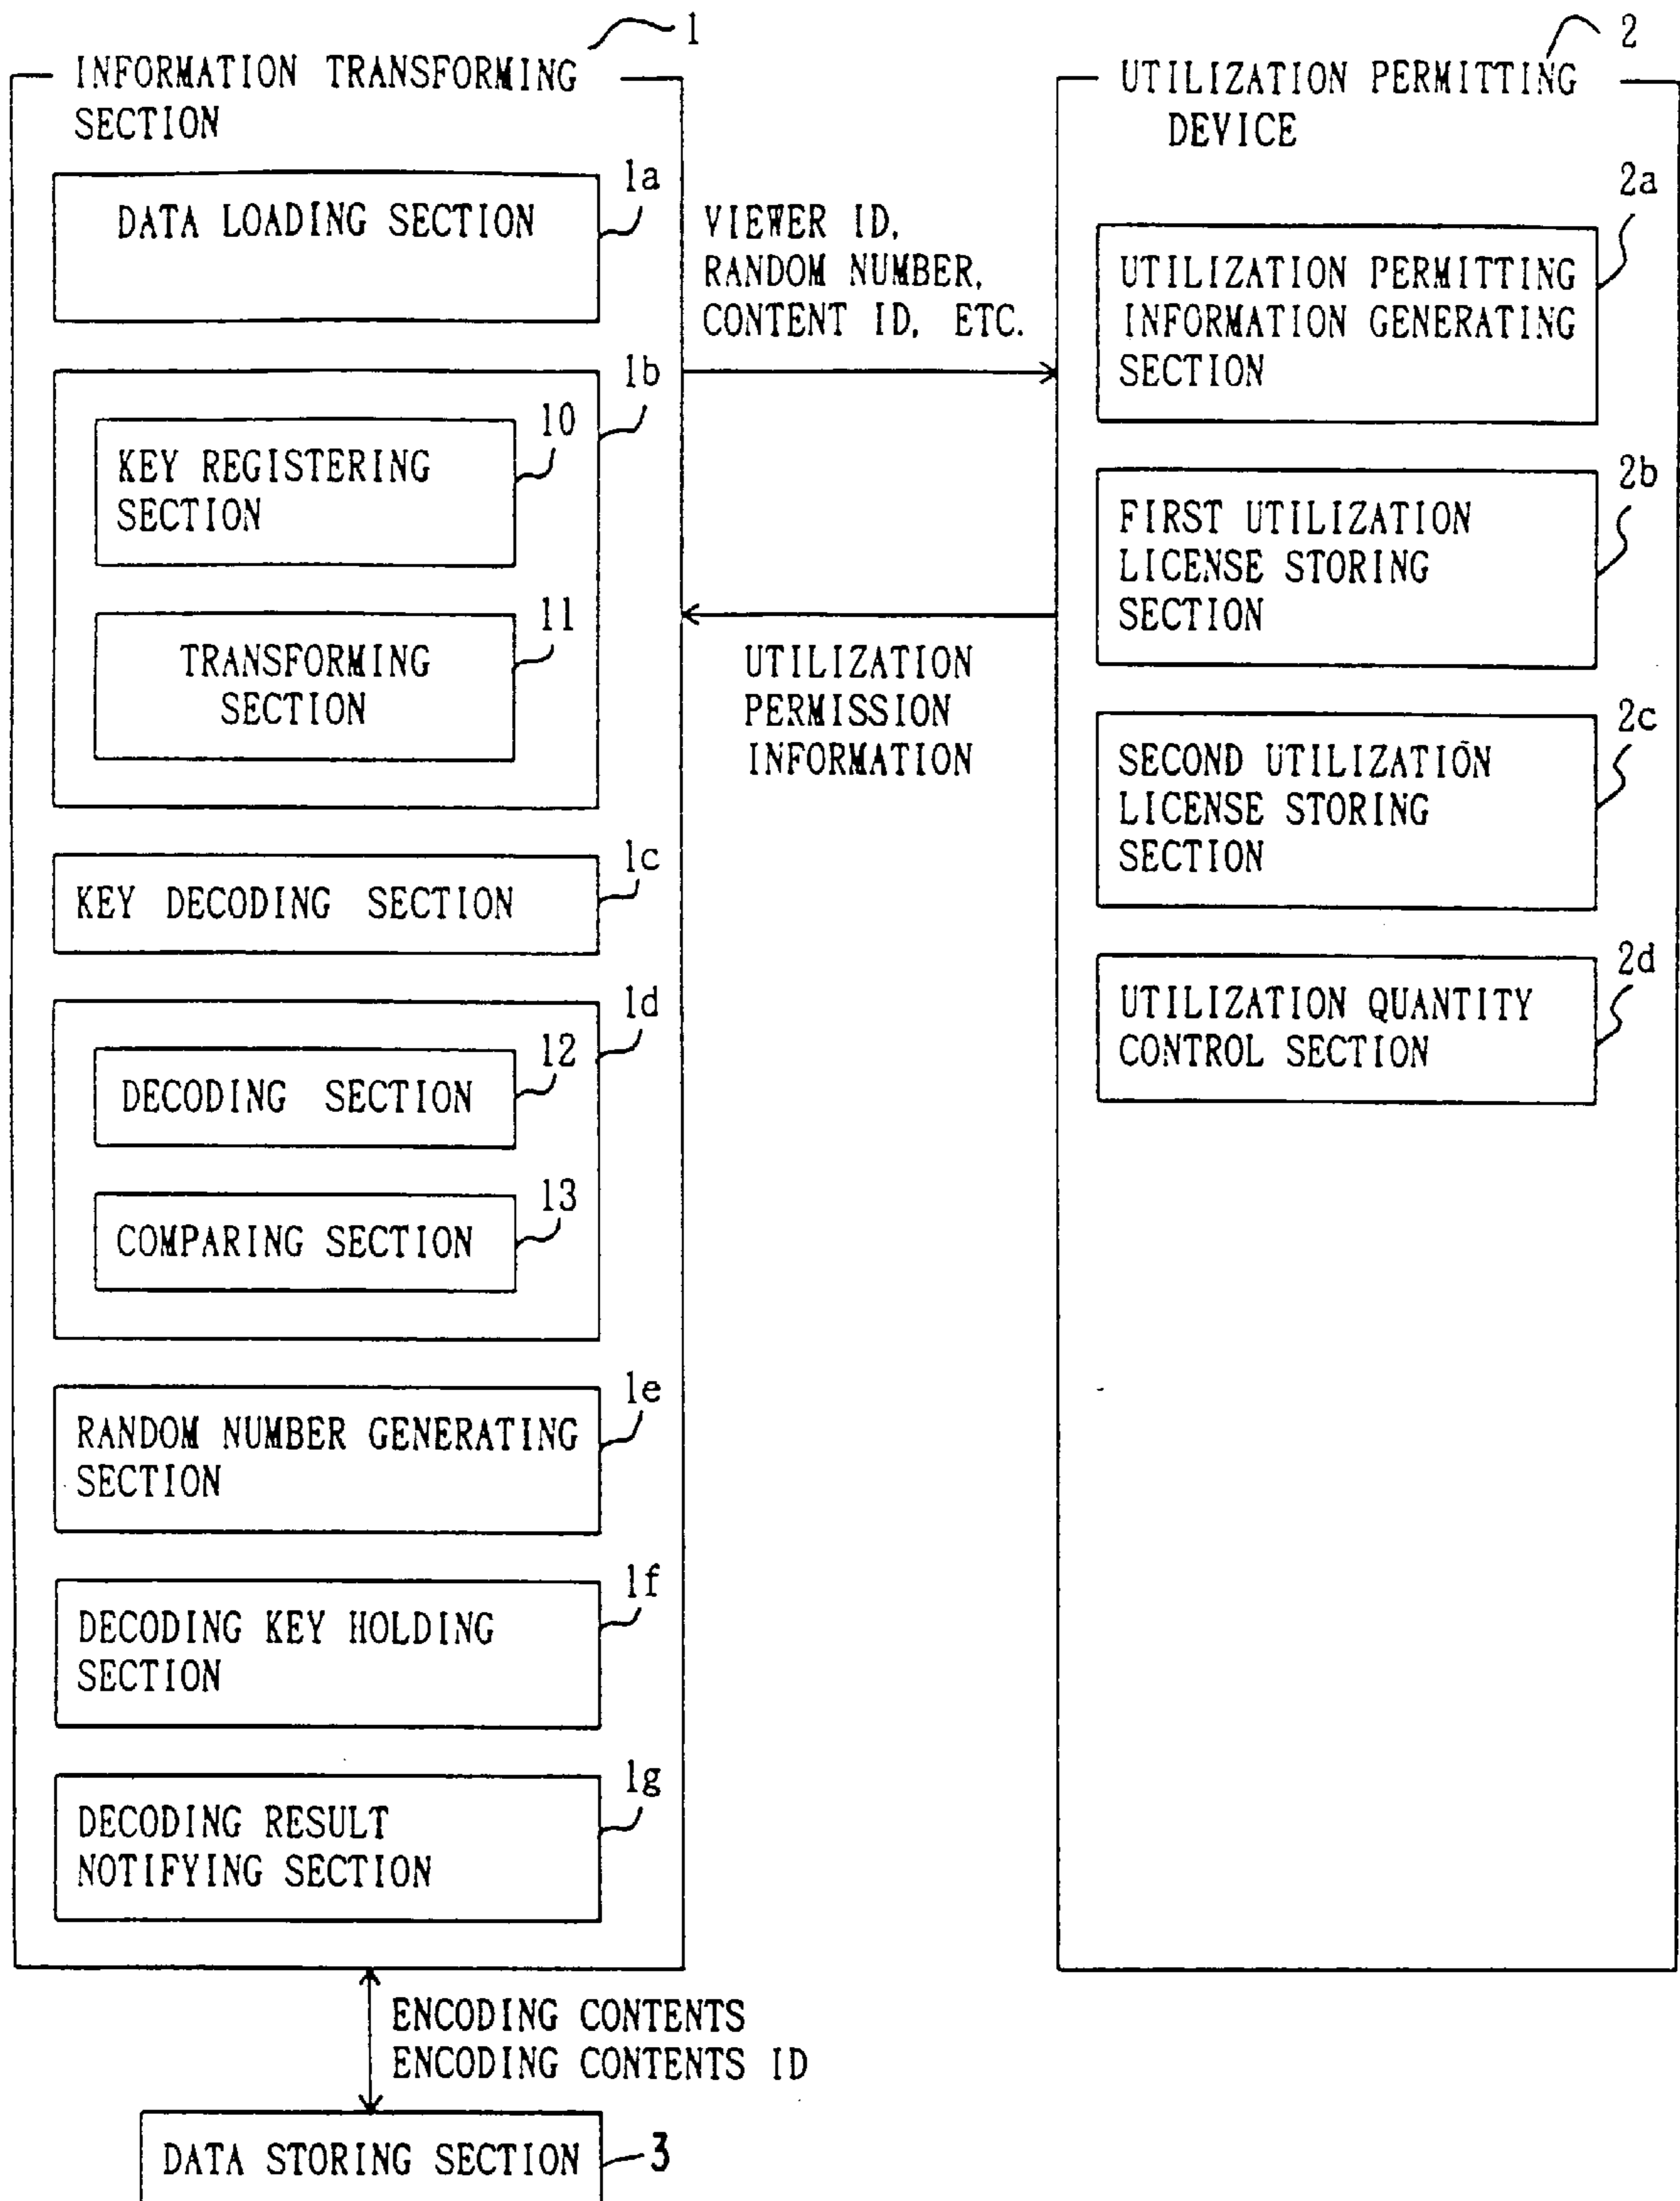 1
INFORMATION TRANSFORMING
SECTION
1a
DATA LOADING SECTION
1b
10
KEY REGISTERING
SECTION
11
TRANSFORMING
SECTION
1c
KEY DECODING SECTION
1d
12
DECODING SECTION
13
COMPARING SECTION
1e
RANDOM NUMBER GENERATING
SECTION
1f
DECODING KEY HOLDING
SECTION
1g
DECODING RESULT
NOTIFYING SECTION
VIEWER ID,
RANDOM NUMBER,
CONTENT ID, ETC.
UTILIZATION
PERMISSION
INFORMATION
2
UTILIZATION PERMITTING
DEVICE
2a
UTILIZATION PERMITTING
INFORMATION GENERATING
SECTION
2b
FIRST UTILIZATION
LICENSE STORING
SECTION
2c
SECOND UTILIZATION
LICENSE STORING
SECTION
2d
UTILIZATION QUANTITY
CONTROL SECTION
ENCODING CONTENTS
ENCODING CONTENTS ID
DATA STORING SECTION
3